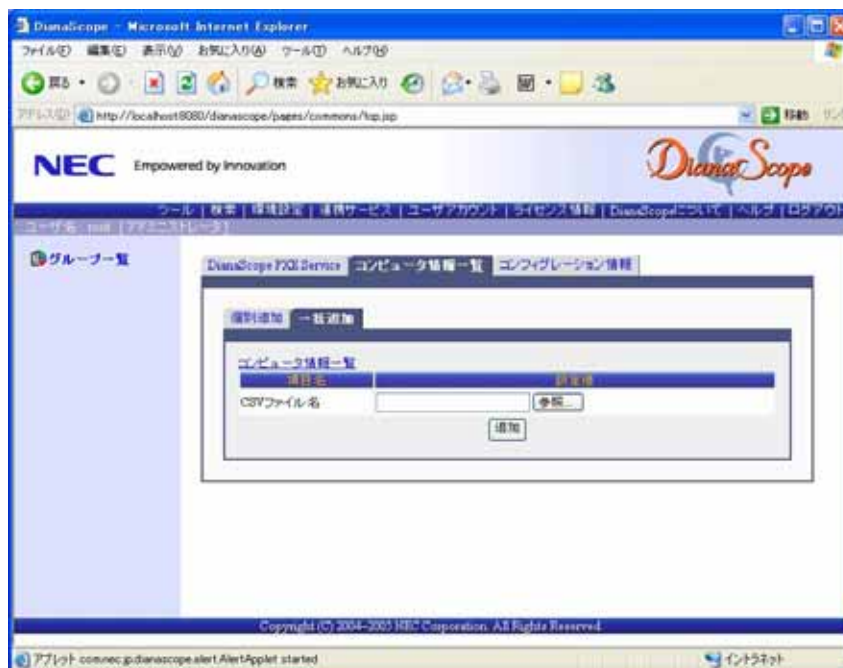 DianaScope - Microsoft Internet Explorer
ファイル(F) 編集(E) 表示(V) お気に入り(A) ツール(T) ヘルプ(H)
戻る 検索 お気に入り
アドレス(D) http://localhost:8080/dianascope/pages/commons/top.jsp 移動
NEC Empowered by Innovation
DianaScope
ツール | 検索 | 環境設定 | 連携サービス | ユーザアカウント | ライセンス情報 | DianaScopeについて | ヘルプ | ログアウト
ユーザ名: root [アドミニストレータ]
グループ一覧
DianaScope PXE Service コンピュータ情報一覧 コンフィグレーション情報
個別追加 一括追加
コンピュータ情報一覧
項目名 設定値
CSVファイル名 参照...
追加
Copyright (C) 2004-2005 NEC Corporation. All Rights Reserved.
アプレット com.nec.jp.dianascope.alert.AlertApplet started イントラネット